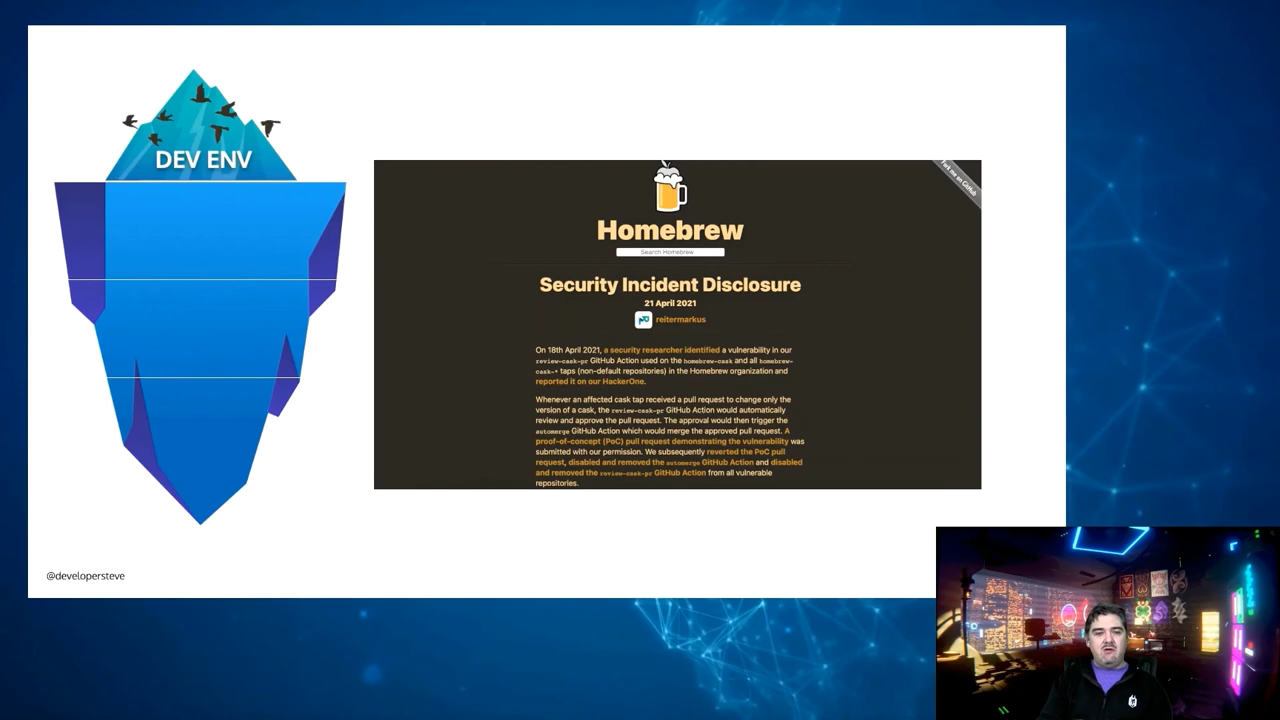 DEV ENV
Fork me on GitHub
Homebrew
Search Homebrew
Security Incident Disclosure
21 April 2021
reitermarkus
On 18th April 2021, a security researcher identified a vulnerability in our
review-cask-pr GitHub Action used on the homebrew-cask and all homebrew-
cask-* taps (non-default repositories) in the Homebrew organization and
reported it on our HackerOne.
Whenever an affected cask tap received a pull request to change only the
version of a cask, the review-cask-pr GitHub Action would automatically
review and approve the pull request. The approval would then trigger the
automerge GitHub Action which would merge the approved pull request. A
proof-of-concept (PoC) pull request demonstrating the vulnerability was
submitted with our permission. We subsequently reverted the PoC pull
request, disabled and removed the automerge GitHub Action and disabled
and removed the review-cask-pr GitHub Action from all vulnerable
repositories.
@developersteve